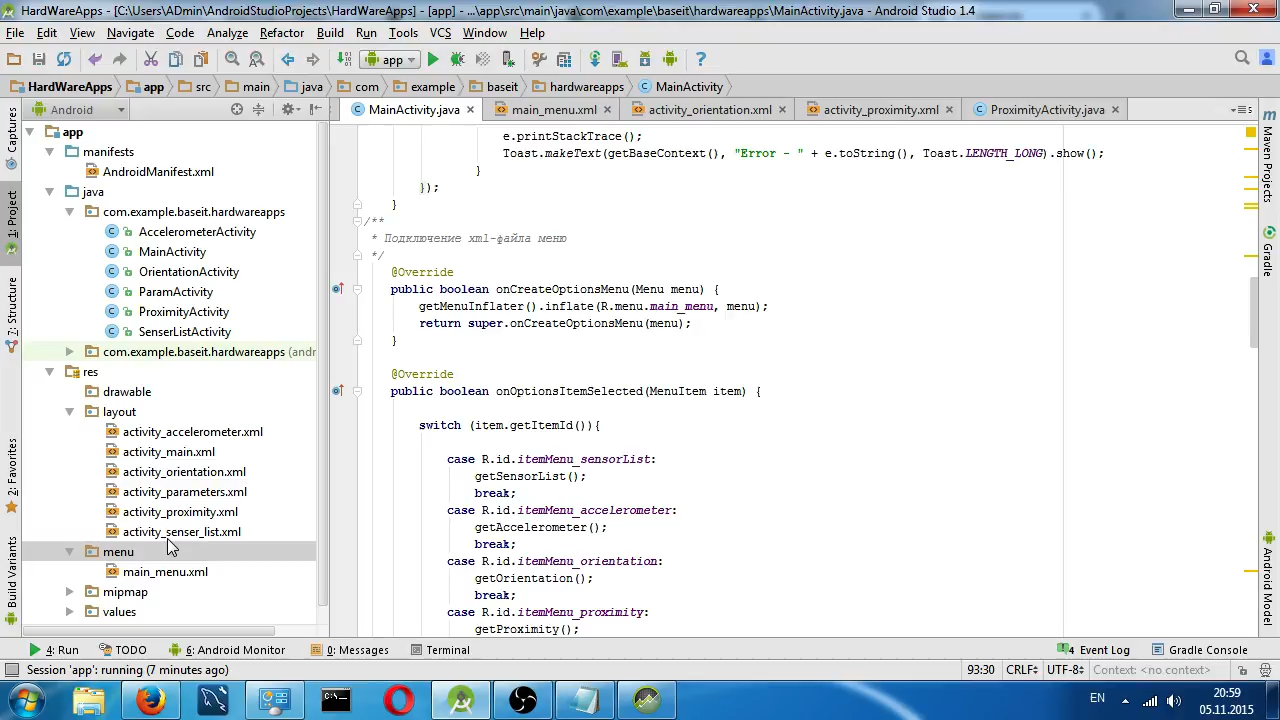 HardWareApps - [C:\Users\ADmin\AndroidStudioProjects\HardWareApps] - [app] - ...\app\src\main\java\com\example\baseit\hardwareapps\MainActivity.java - Android Studio 1.4
File Edit View Navigate Code Analyze Refactor Build Run Tools VCS Window Help
app
HardWareApps app src main java com example baseit hardwareapps MainActivity
Android
MainActivity.java main_menu.xml activity_orientation.xml activity_proximity.xml ProximityActivity.java
Captures
1: Project
7: Structure
2: Favorites
Build Variants
app
manifests
AndroidManifest.xml
java
com.example.baseit.hardwareapps
AccelerometerActivity
MainActivity
OrientationActivity
ParamActivity
ProximityActivity
SenserListActivity
com.example.baseit.hardwareapps (andr
res
drawable
layout
activity_accelerometer.xml
activity_main.xml
activity_orientation.xml
activity_parameters.xml
activity_proximity.xml
activity_senser_list.xml
menu
main_menu.xml
mipmap
values
e.printStackTrace();
Toast.makeText(getBaseContext(), "Error - " + e.toString(), Toast.LENGTH_LONG).show();
}
});
}
/**
* Подключение xml-файла меню
*/
@Override
public boolean onCreateOptionsMenu(Menu menu) {
getMenuInflater().inflate(R.menu.main_menu, menu);
return super.onCreateOptionsMenu(menu);
}
@Override
public boolean onOptionsItemSelected(MenuItem item) {
switch (item.getItemId()){
case R.id.itemMenu_sensorList:
getSensorList();
break;
case R.id.itemMenu_accelerometer:
getAccelerometer();
break;
case R.id.itemMenu_orientation:
getOrientation();
break;
case R.id.itemMenu_proximity:
getProximity();
Maven Projects
Gradle
Android Model
4: Run TODO 6: Android Monitor 0: Messages Terminal 4 Event Log Gradle Console
Session 'app': running (7 minutes ago) 93:30 CRLF UTF-8 Context: <no context>
EN 20:59
05.11.2015